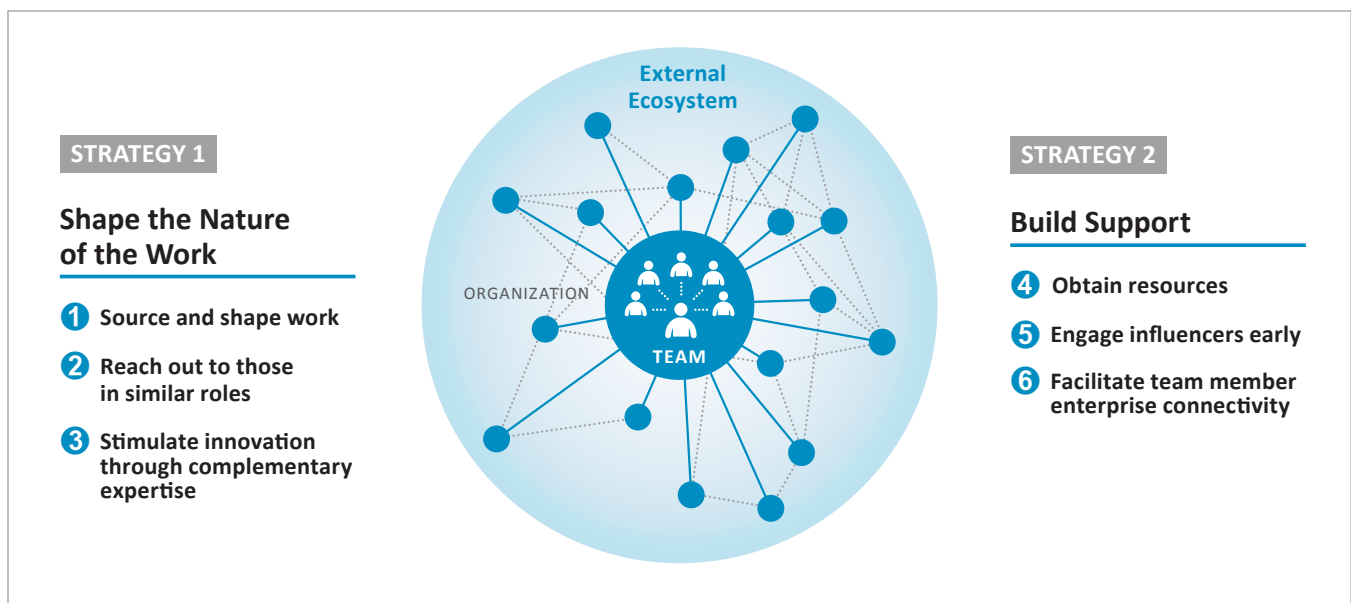 STRATEGY 1
Shape the Nature
of the Work
1 Source and shape work
2 Reach out to those
in similar roles
3 Stimulate innovation
through complementary
expertise
External
Ecosystem
ORGANIZATION
TEAM
STRATEGY 2
Build Support
4 Obtain resources
5 Engage influencers early
6 Facilitate team member
enterprise connectivity